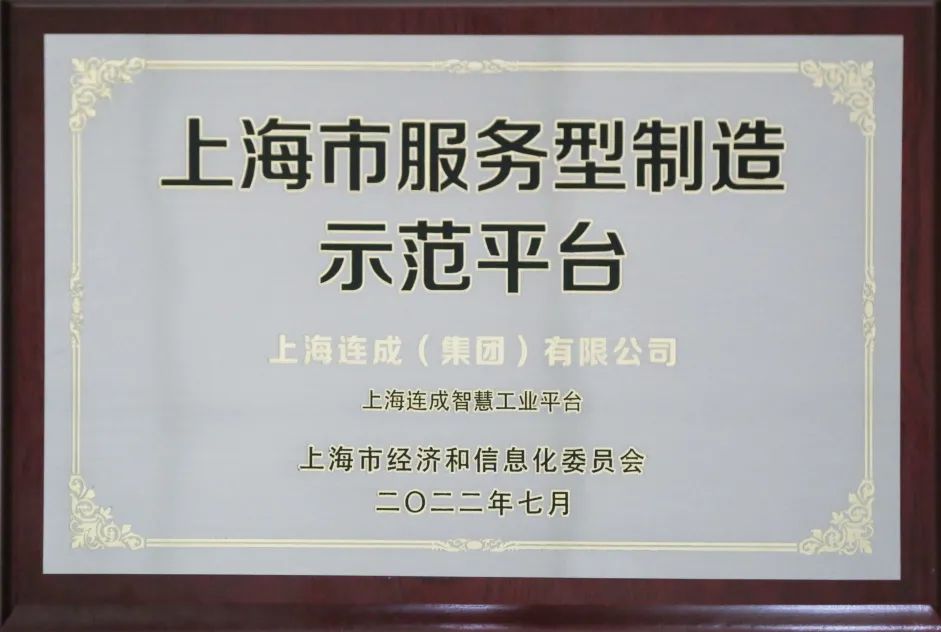 上海市服务型制造
示范平台
上海连成（集团）有限公司
上海连成智慧工业平台
上海市经济和信息化委员会
二〇二二年七月